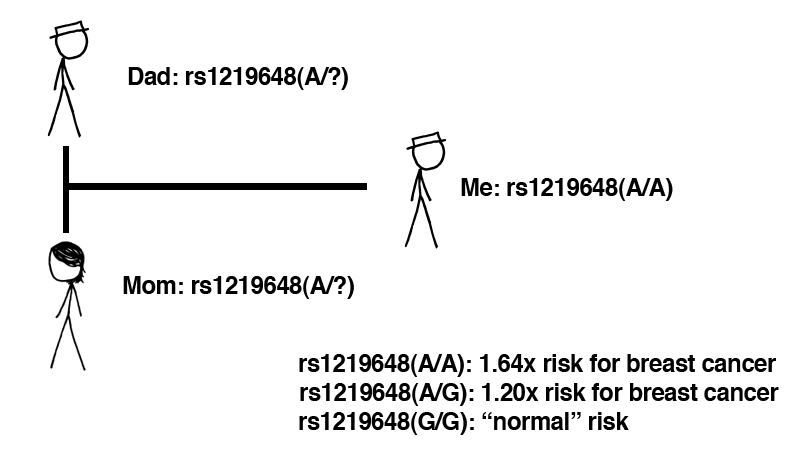 Dad: rs1219648(A/?)
Me: rs1219648(A/A)
Mom: rs1219648(A/?)
rs1219648(A/A): 1.64x risk for breast cancer
rs1219648(A/G): 1.20x risk for breast cancer
rs1219648(G/G): “normal” risk